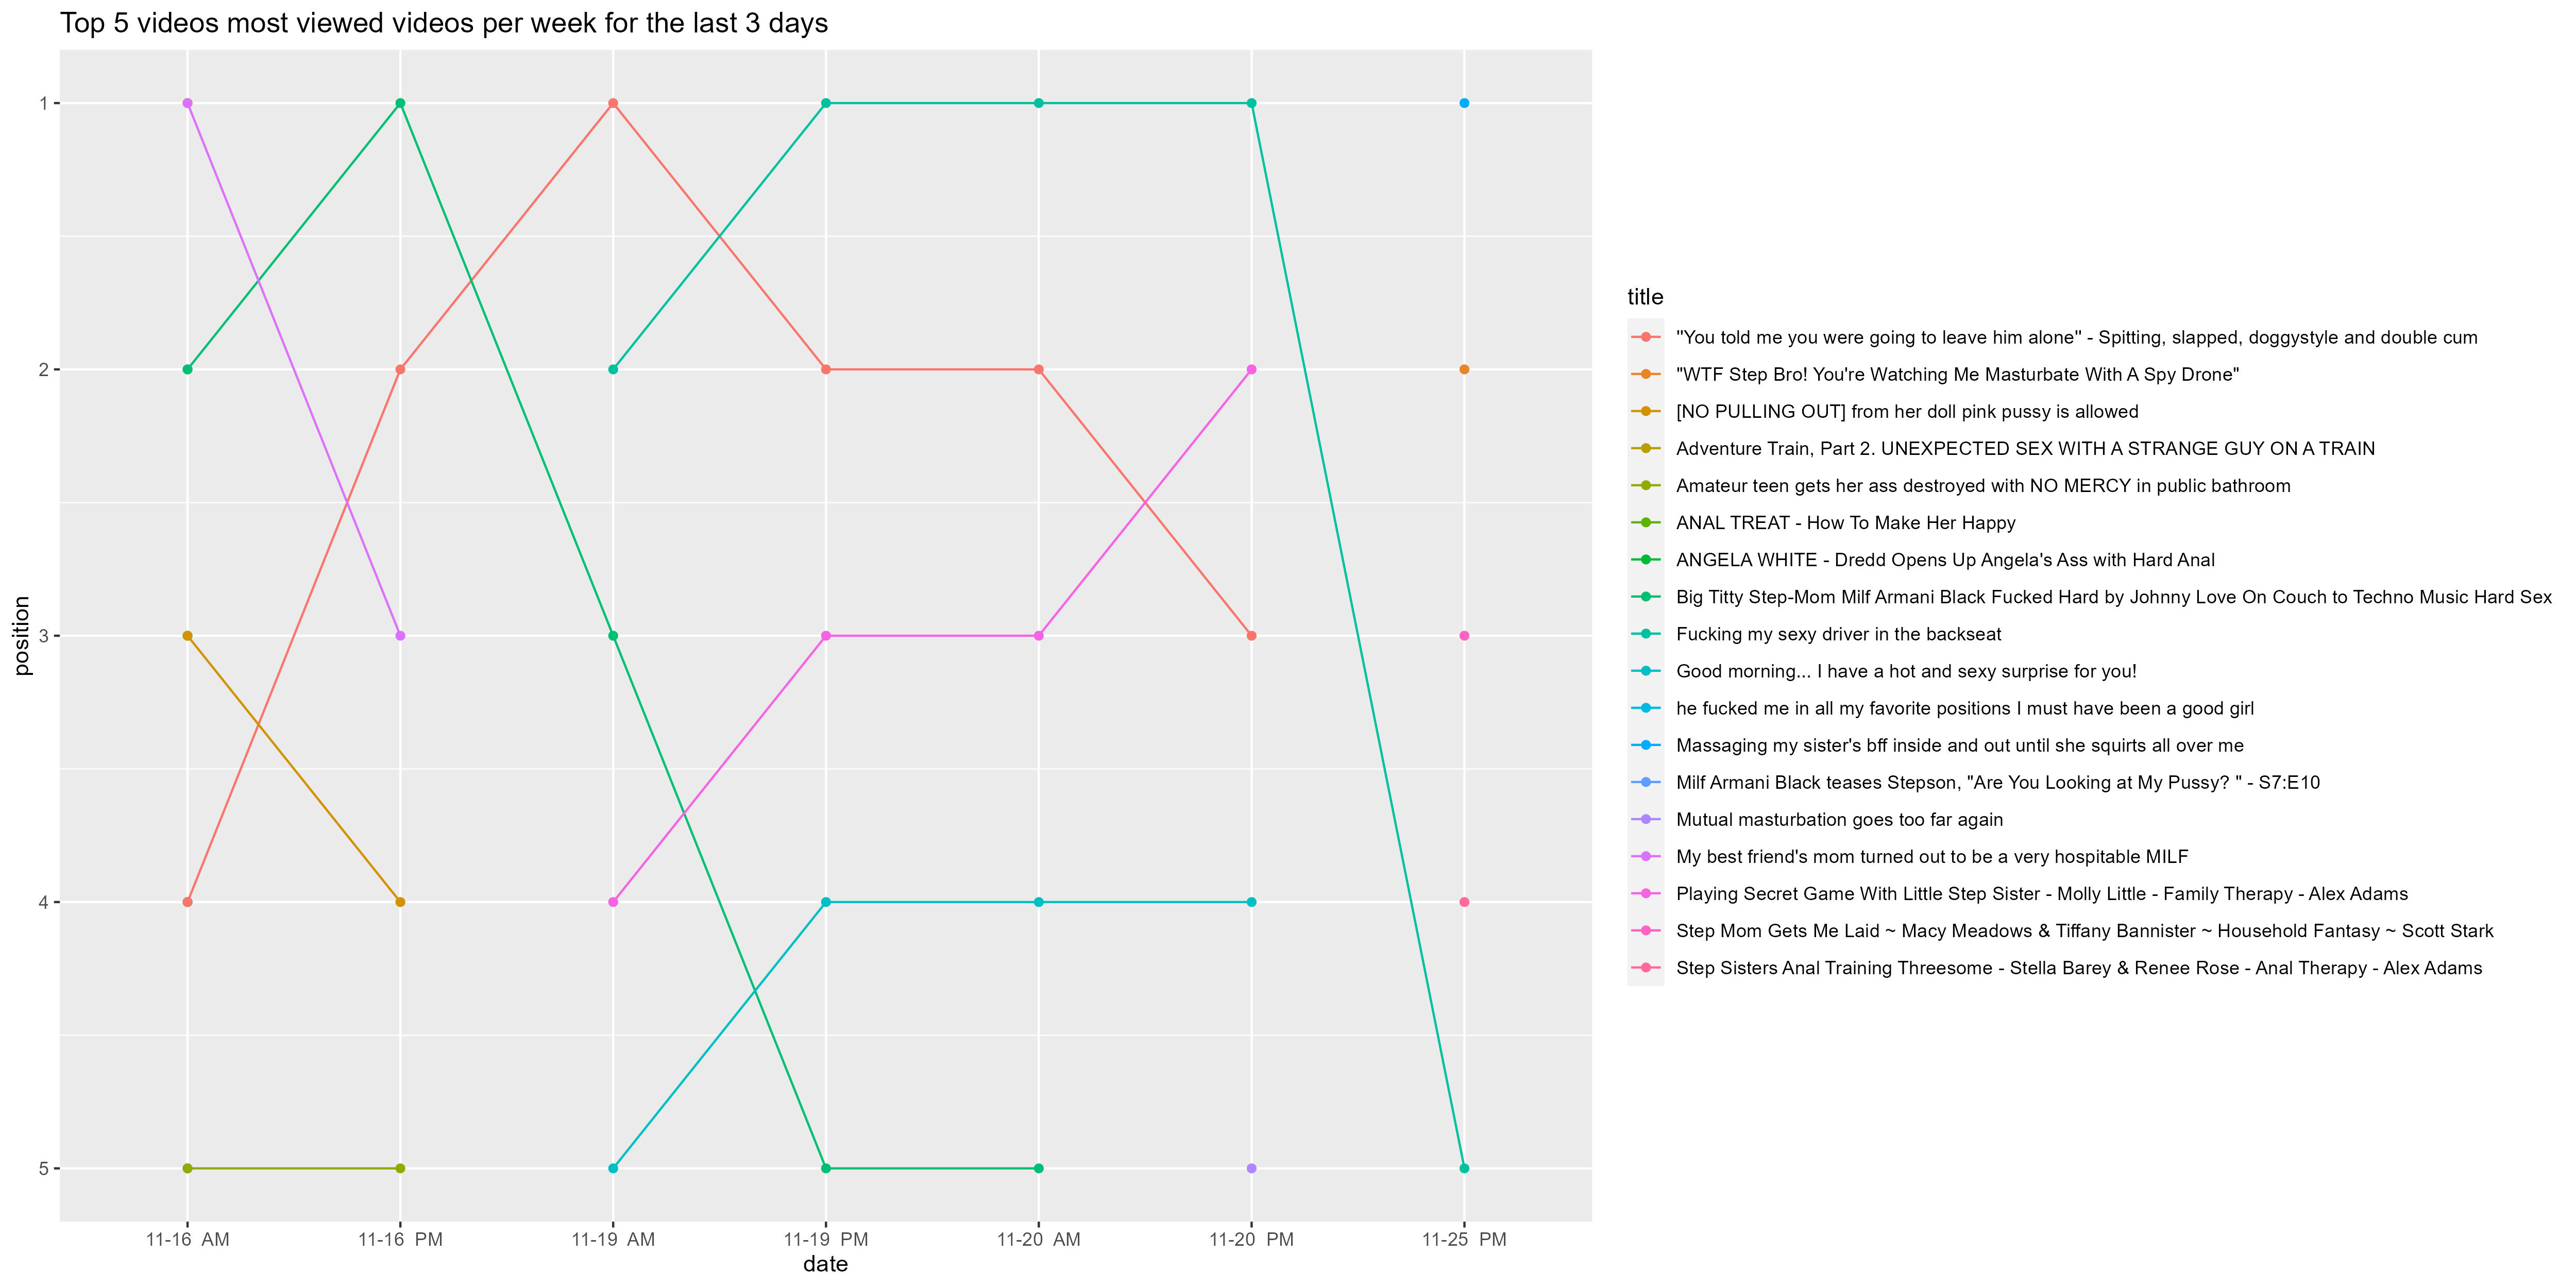 Top 5 videos most viewed videos per week for the last 3 days
position
1
2
3
4
5
11-16 AM
11-16 PM
11-19 AM
11-19 PM
11-20 AM
11-20 PM
11-25 PM
date
title
"You told me you were going to leave him alone" - Spitting, slapped, doggystyle and double cum
"WTF Step Bro! You're Watching Me Masturbate With A Spy Drone"
[NO PULLING OUT] from her doll pink pussy is allowed
Adventure Train, Part 2. UNEXPECTED SEX WITH A STRANGE GUY ON A TRAIN
Amateur teen gets her ass destroyed with NO MERCY in public bathroom
ANAL TREAT - How To Make Her Happy
ANGELA WHITE - Dredd Opens Up Angela's Ass with Hard Anal
Big Titty Step-Mom Milf Armani Black Fucked Hard by Johnny Love On Couch to Techno Music Hard Sex
Fucking my sexy driver in the backseat
Good morning... I have a hot and sexy surprise for you!
he fucked me in all my favorite positions I must have been a good girl
Massaging my sister's bff inside and out until she squirts all over me
Milf Armani Black teases Stepson, "Are You Looking at My Pussy? " - S7:E10
Mutual masturbation goes too far again
My best friend's mom turned out to be a very hospitable MILF
Playing Secret Game With Little Step Sister - Molly Little - Family Therapy - Alex Adams
Step Mom Gets Me Laid ~ Macy Meadows & Tiffany Bannister ~ Household Fantasy ~ Scott Stark
Step Sisters Anal Training Threesome - Stella Barey & Renee Rose - Anal Therapy - Alex Adams